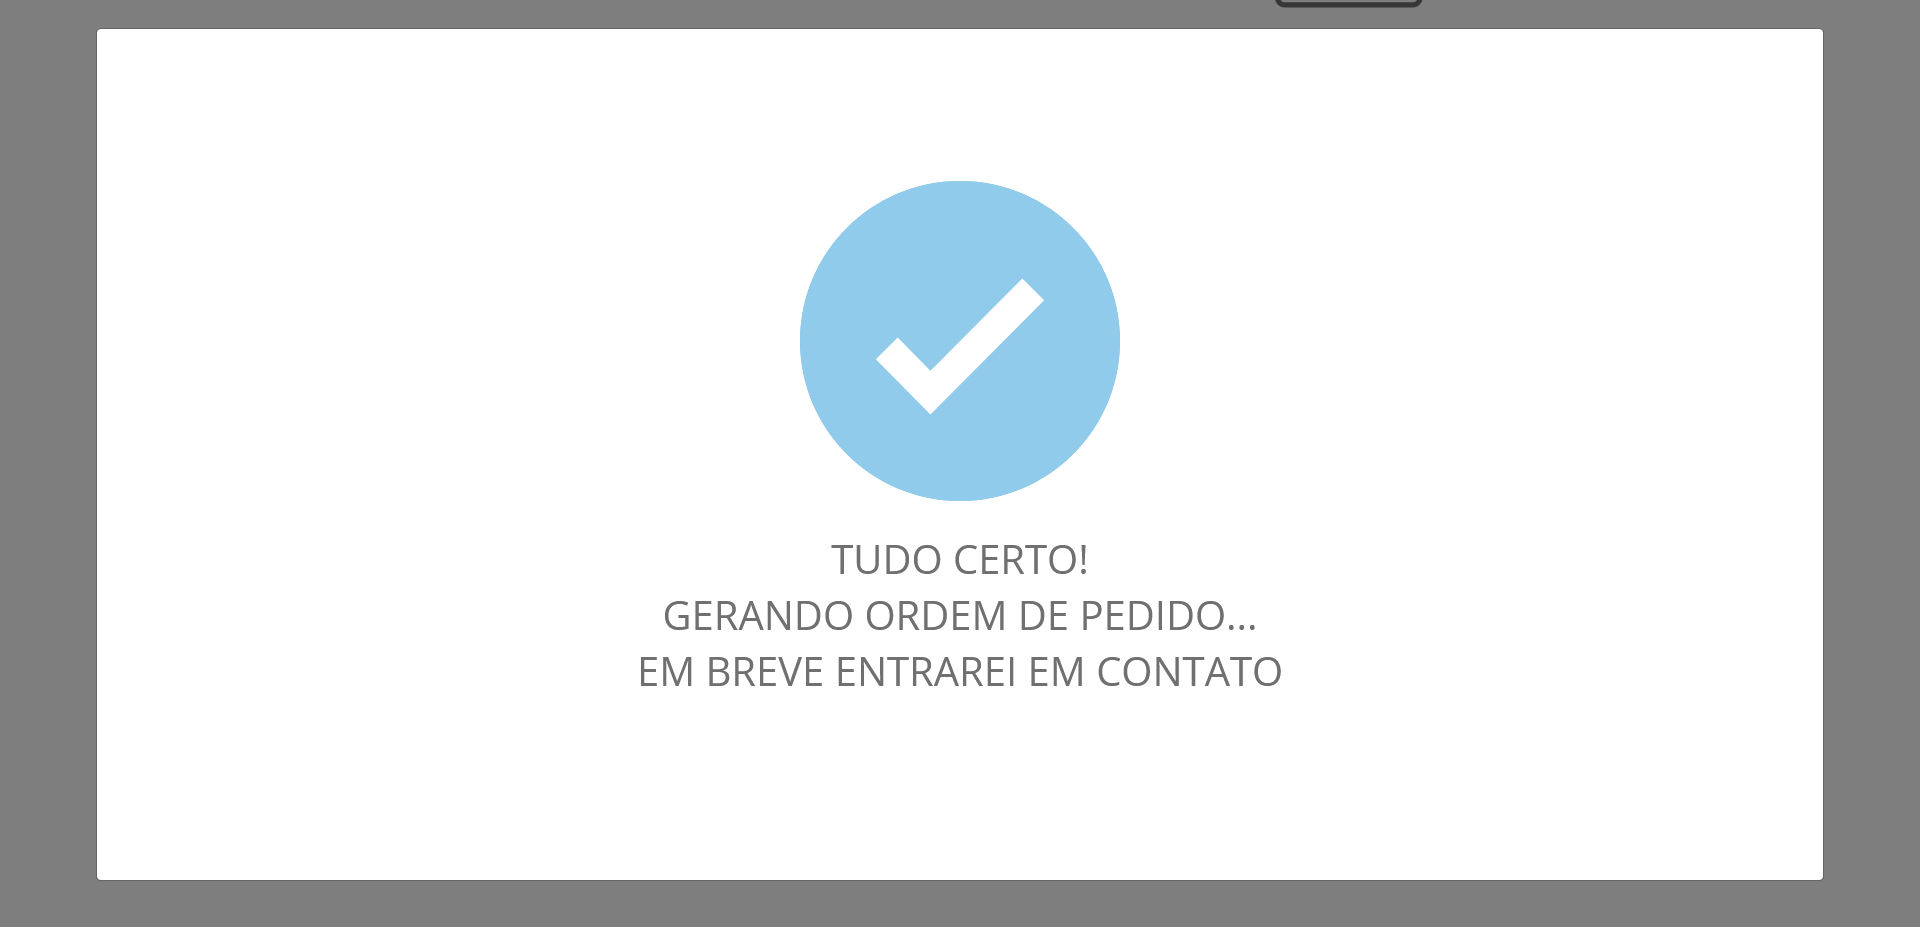 TUDO CERTO!
GERANDO ORDEM DE PEDIDO...
EM BREVE ENTRAREI EM CONTATO